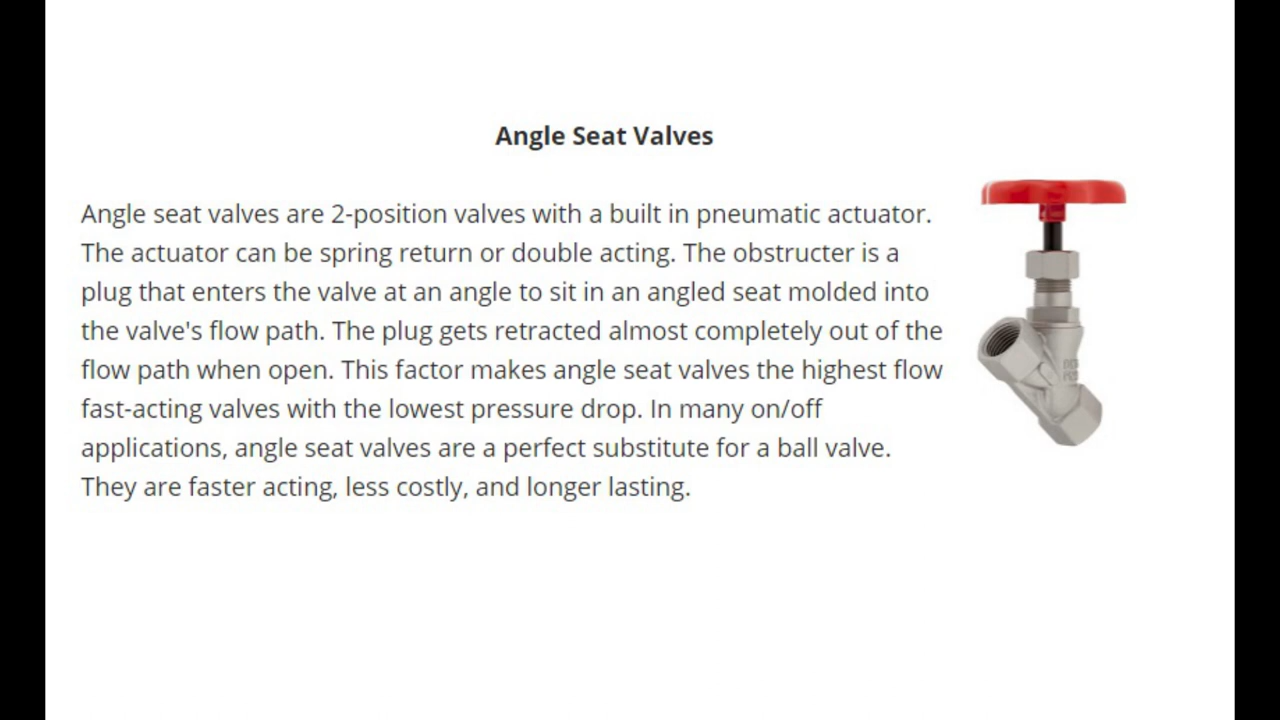 Angle Seat Valves
Angle seat valves are 2-position valves with a built in pneumatic actuator.
The actuator can be spring return or double acting. The obstructer is a
plug that enters the valve at an angle to sit in an angled seat molded into
the valve's flow path. The plug gets retracted almost completely out of the
flow path when open. This factor makes angle seat valves the highest flow
fast-acting valves with the lowest pressure drop. In many on/off
applications, angle seat valves are a perfect substitute for a ball valve.
They are faster acting, less costly, and longer lasting.